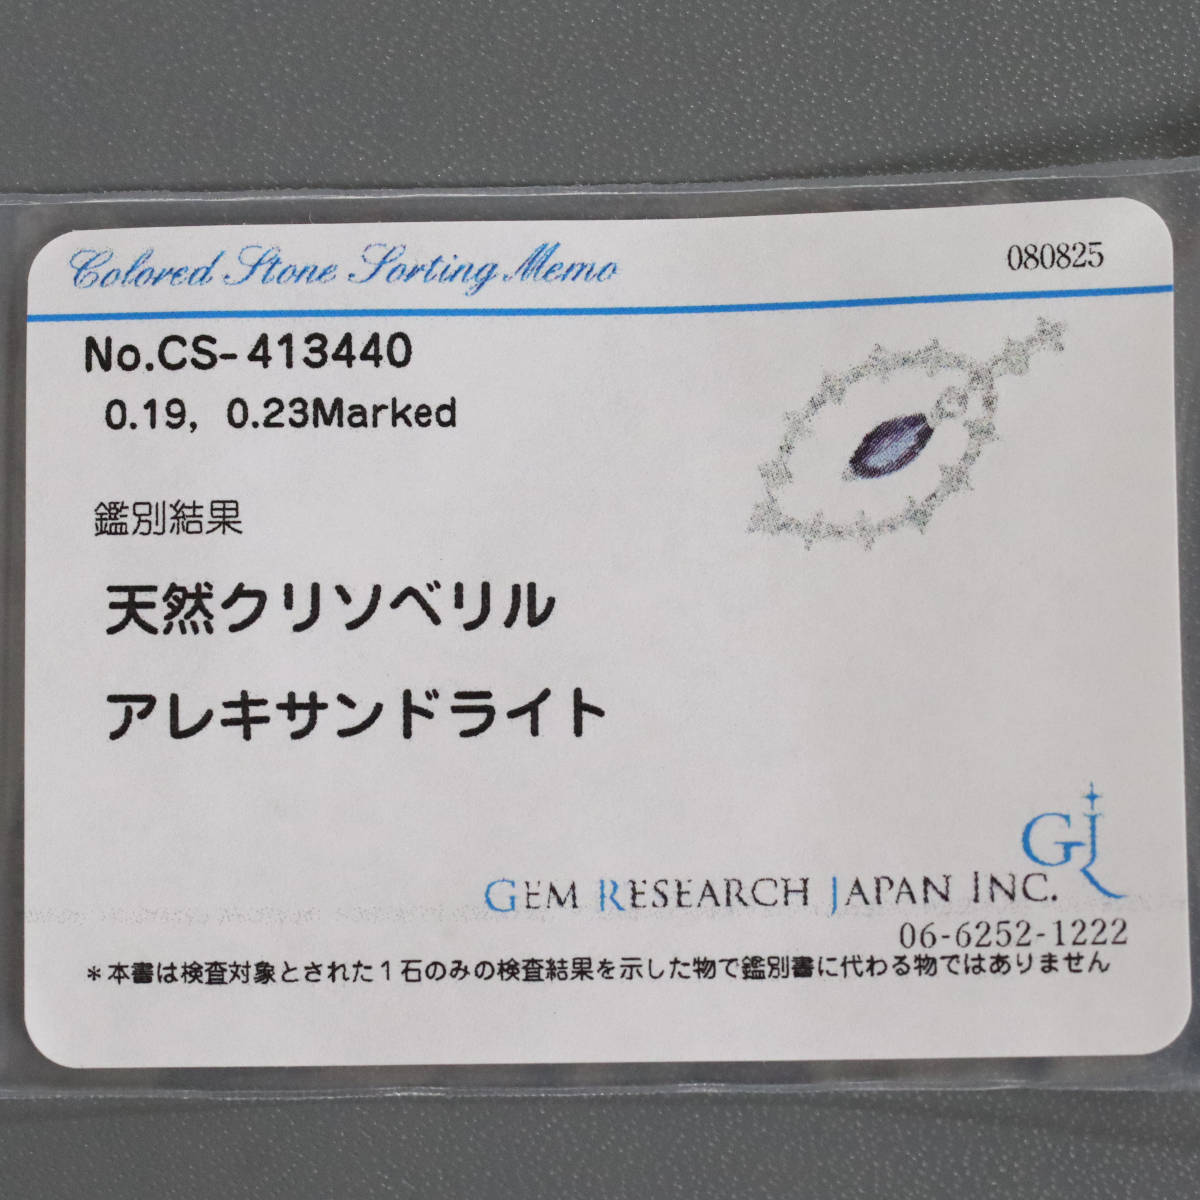 Colored Stone Sorting Memo
080825
No.CS-413440
0.19, 0.23Marked
鑑別結果
天然クリソベリル
アレキサンドライト
GJ
GEM RESEARCH JAPAN INC.
06-6252-1222
*本書は検査対象とされた1石のみの検査結果を示した物で鑑別書に代わる物ではありません